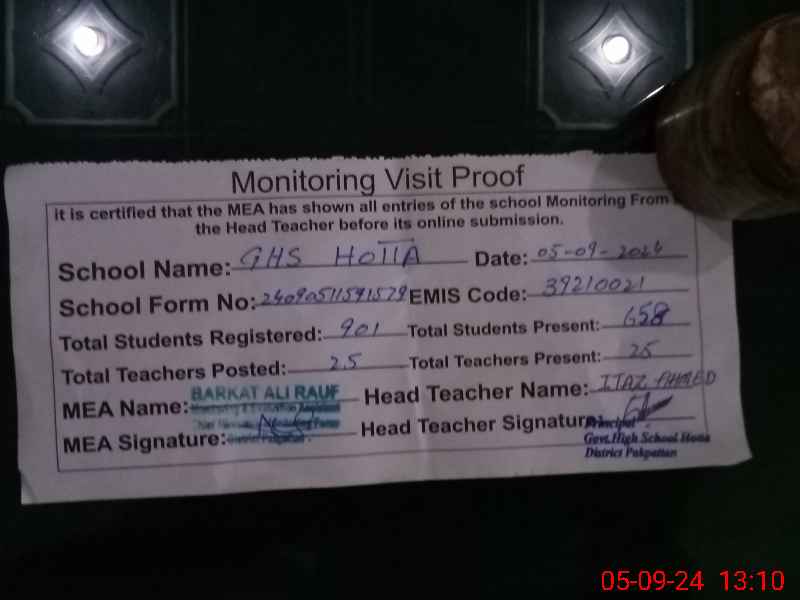 Monitoring Visit Proof
it is certified that the MEA has shown all entries of the school Monitoring From
the Head Teacher before its online submission.
School Name: GHS HOTTA Date: 05-09-2024
School Form No: 24090511591579 EMIS Code: 39210021
Total Students Registered: 901 Total Students Present: 658
Total Teachers Posted: 25 Total Teachers Present: 25
MEA Name: BARKAT ALI RAUF Head Teacher Name: IJAZ AHMED
MEA Signature: Head Teacher Signature:
Principal
Govt. High School Hotta
District Pakpattan
05-09-24 13:10